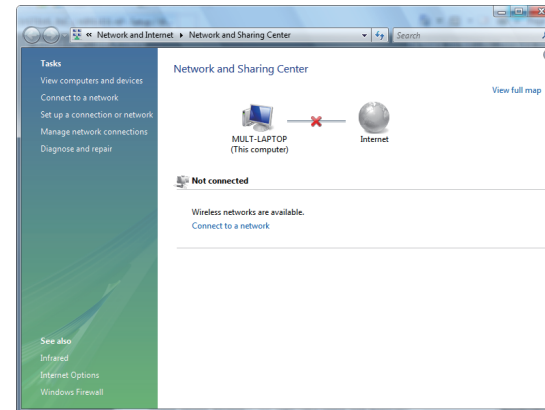 « Network and Internet ▸ Network and Sharing Center
Search
Tasks
View computers and devices
Connect to a network
Set up a connection or network
Manage network connections
Diagnose and repair
See also
Infrared
Internet Options
Windows Firewall
Network and Sharing Center
View full map
MULT-LAPTOP
(This computer)
Internet
Not connected
Wireless networks are available.
Connect to a network